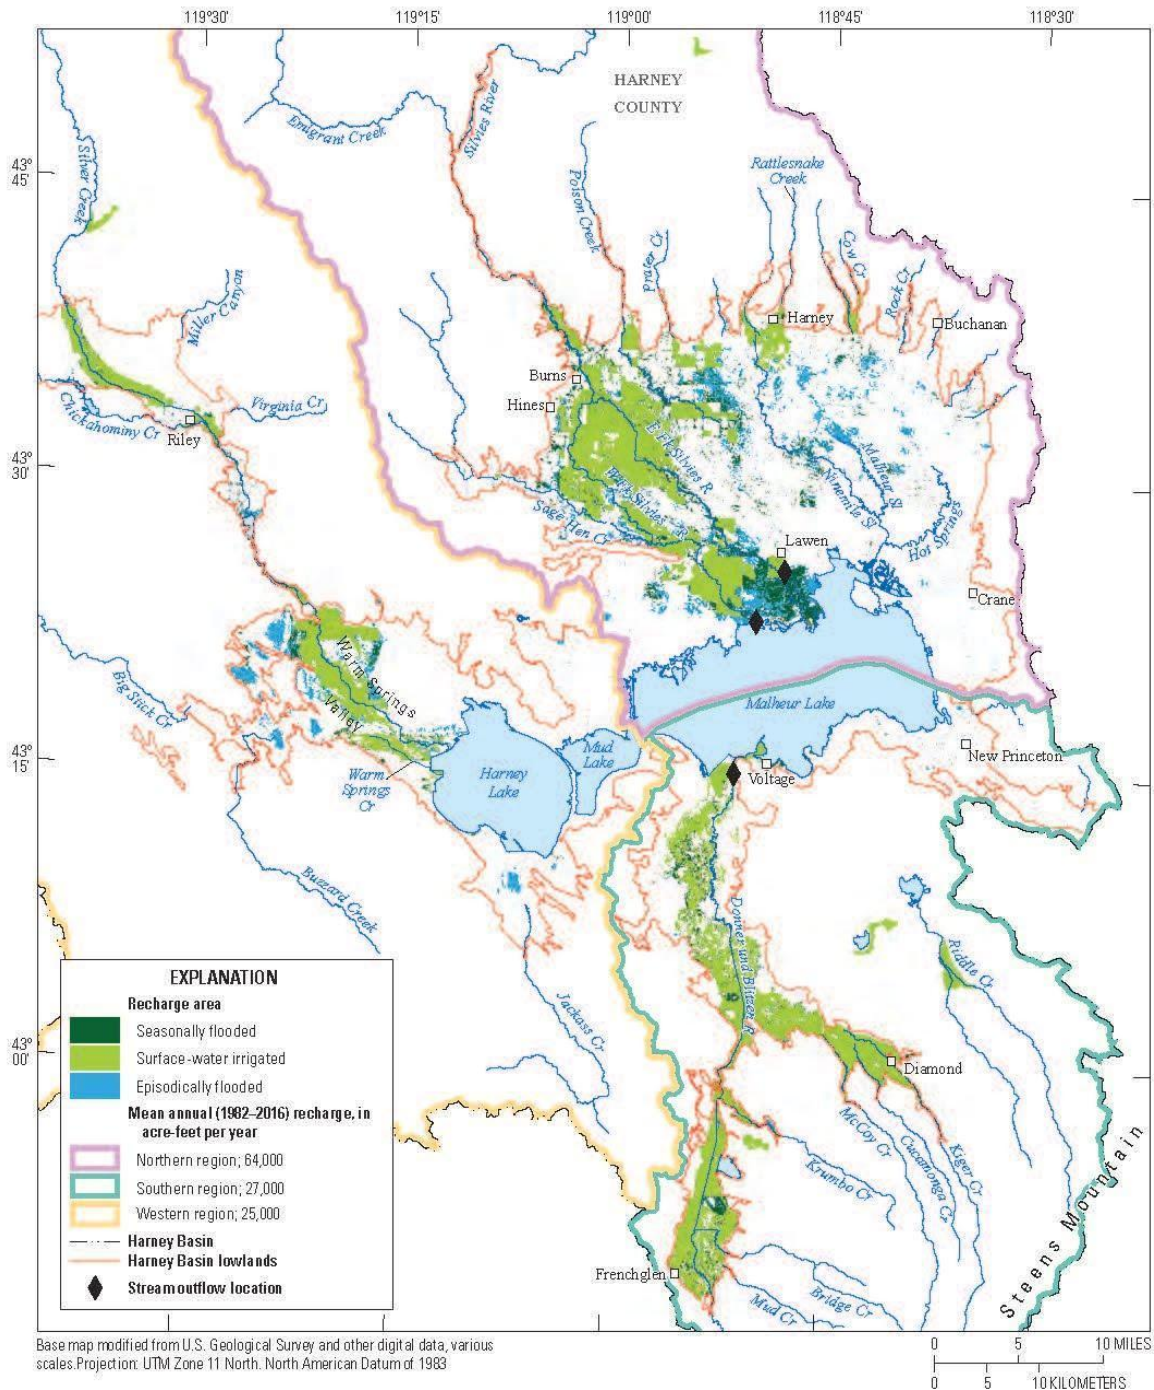 119°30' 119°15' 119°00' 118°45' 118°30'
HARNEY
COUNTY
Silvies River
Emigrant Creek
Rattlesnake
Creek
43°
45'
Silver Creek
Poison Creek
Prater Cr
Cow Cr
Rock Cr
Miller Canyon
Harney
Buchanan
Burns
Hines
Virginia Cr
Chickahominy Cr
Riley
E Fk Silvies R
43°
30'
Malheur Sl
Ninemile Sl
Sage Hen Cr
Hot Springs
Lawen
Crane
Warm Springs
Valley
Big Stick Cr
Malheur Lake
43°
15'
Mud
Lake
New Princeton
Harney
Lake
Warm
Springs
Cr
Voltage
Buzzard Creek
Donner und Blitzen R
Riddle Cr
Jackass Cr
43°
00'
Diamond
McCoy Cr
Cucamonga Cr
Kiger Cr
Krumbo Cr
Steens Mountain
Frenchglen
Bridge Cr
Mud Cr
EXPLANATION
Recharge area
Seasonally flooded
Surface-water irrigated
Episodically flooded
Mean annual (1982–2016) recharge, in
acre-feet per year
Northern region; 64,000
Southern region; 27,000
Western region; 25,000
Harney Basin
Harney Basin lowlands
Stream outflow location
Base map modified from U.S. Geological Survey and other digital data, various
scales.Projection: UTM Zone 11 North. North American Datum of 1983
0 5 10 MILES
0 5 10 KILOMETERS